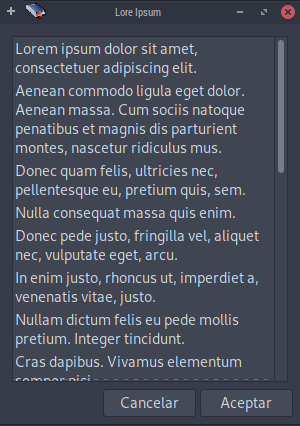 Lore Ipsum
Lorem ipsum dolor sit amet,
consectetuer adipiscing elit.
Aenean commodo ligula eget dolor.
Aenean massa. Cum sociis natoque
penatibus et magnis dis parturient
montes, nascetur ridiculus mus.
Donec quam felis, ultricies nec,
pellentesque eu, pretium quis, sem.
Nulla consequat massa quis enim.
Donec pede justo, fringilla vel, aliquet
nec, vulputate eget, arcu.
In enim justo, rhoncus ut, imperdiet a,
venenatis vitae, justo.
Nullam dictum felis eu pede mollis
pretium. Integer tincidunt.
Cras dapibus. Vivamus elementum
semper nisi
Cancelar
Aceptar